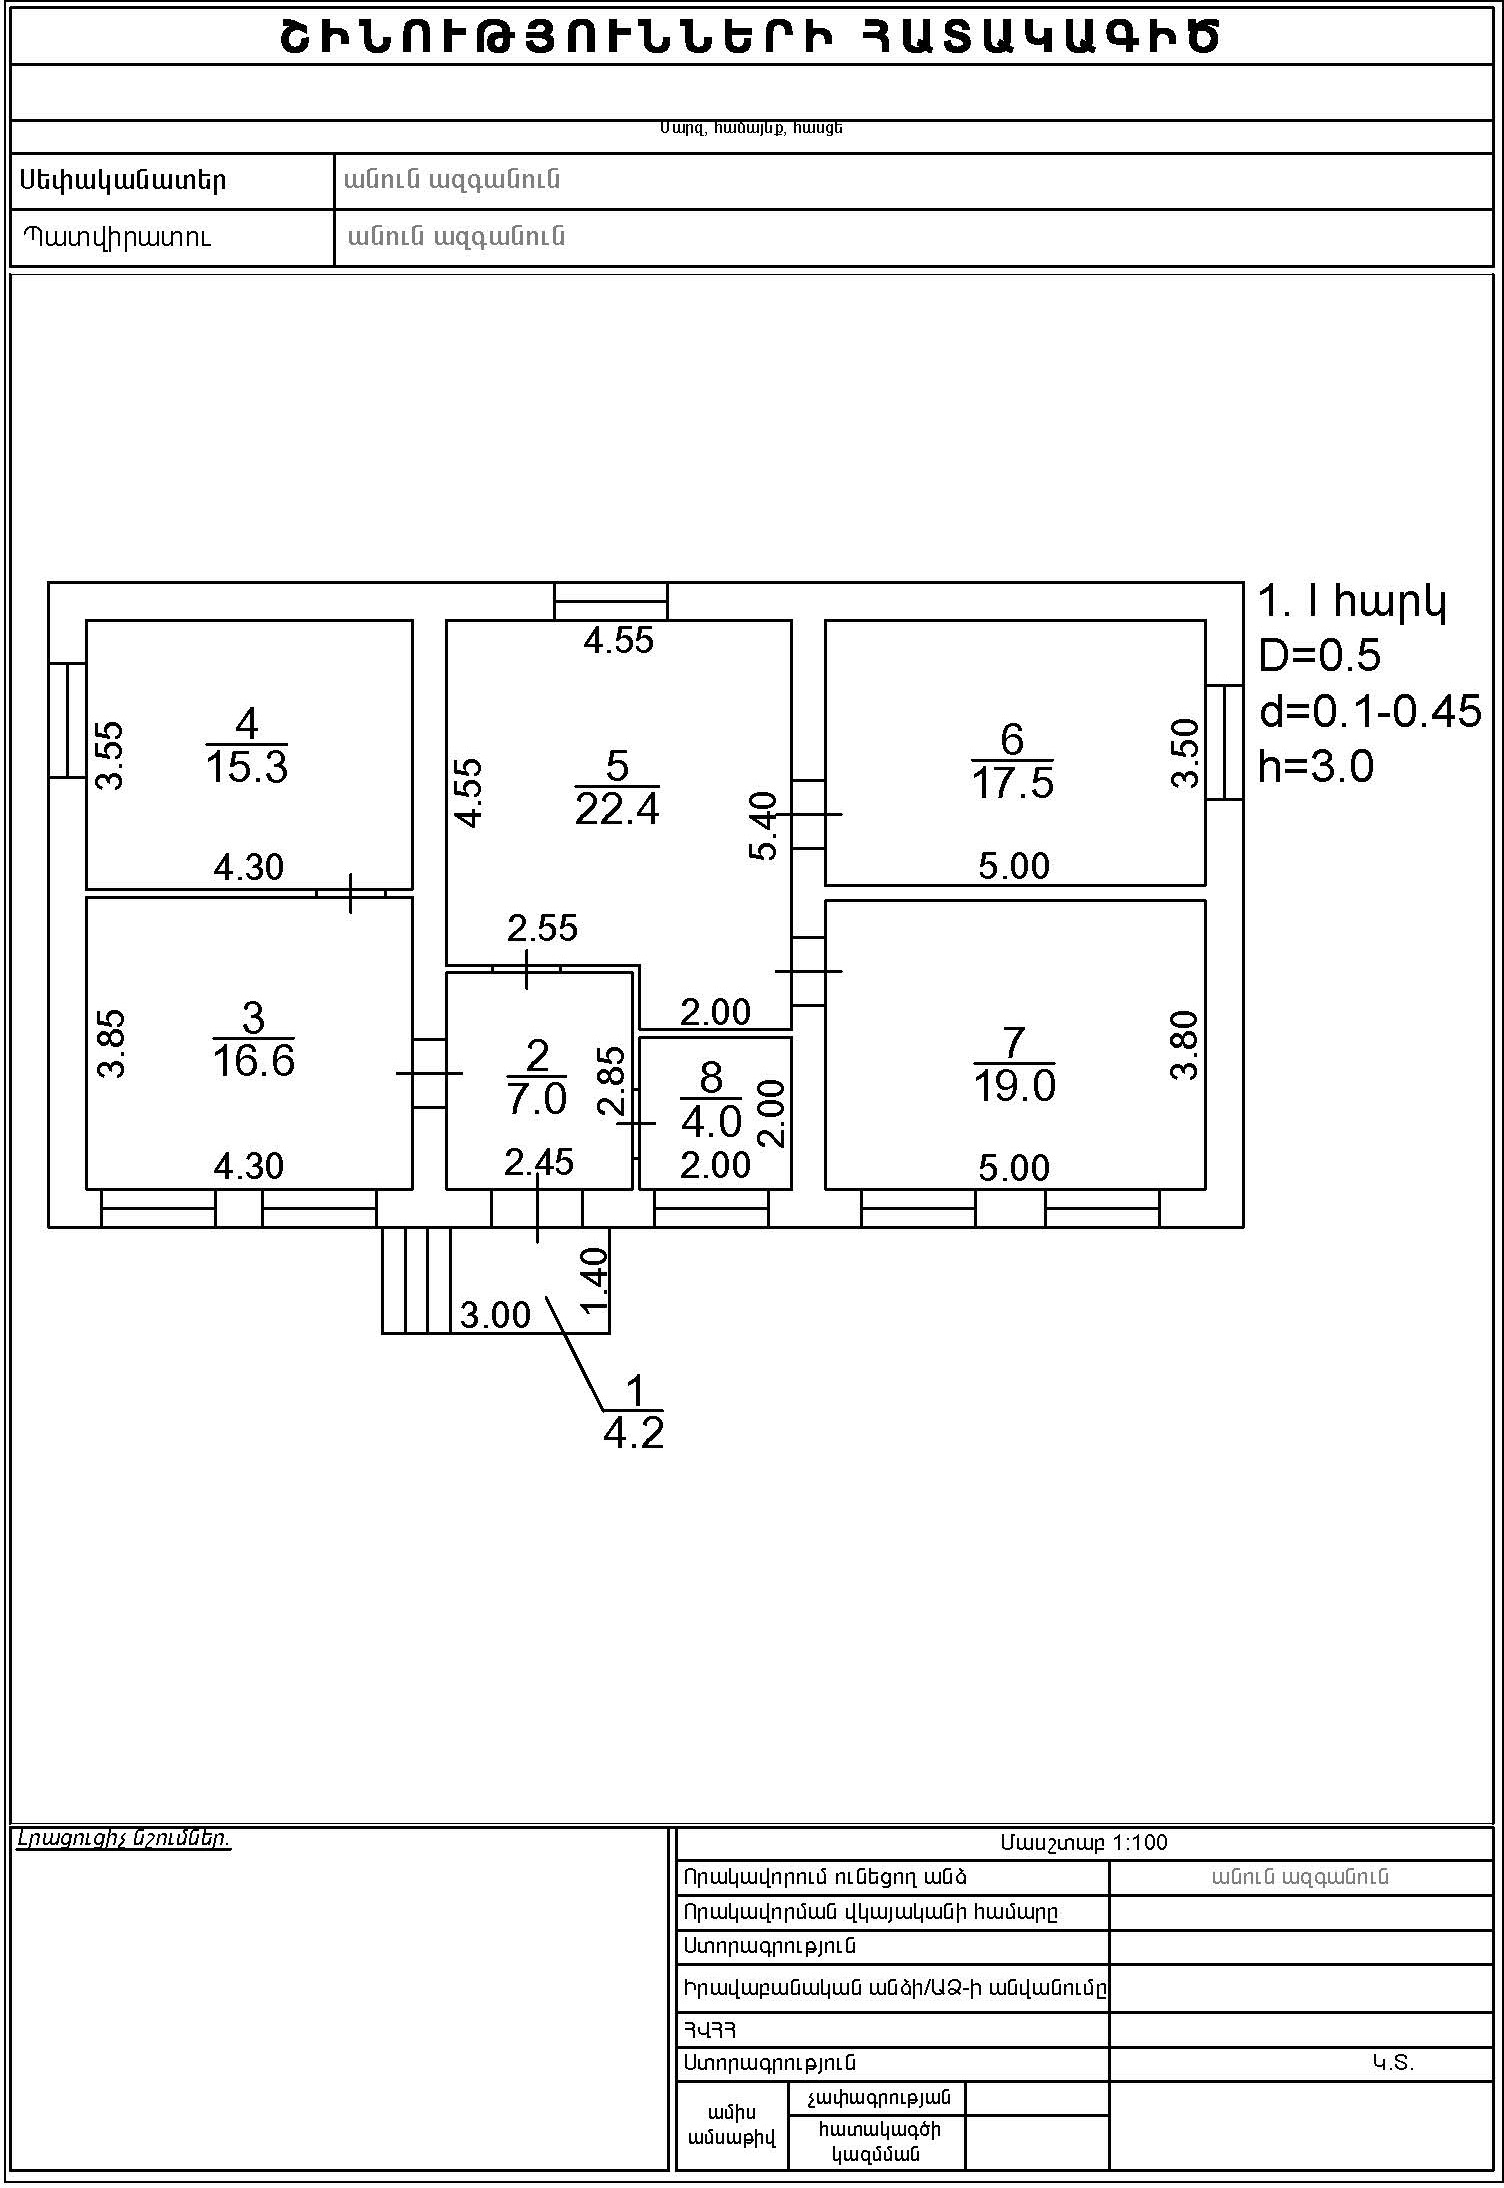 ՇԻՆՈՒԹՅՈՒՆՆԵՐԻ ՀԱՏԱԿԱԳԻԾ
Մարզ, համայնք, հասցե
Սեփականատեր անուն ազգանուն
Պատվիրատու անուն ազգանուն
1. I հարկ
D=0.5
d=0.1-0.45
h=3.0
4.55
4
15.3
3.55
4.30
5
22.4
4.55
5.40
2.55
2.00
6
17.5
3.50
5.00
3
16.6
3.85
4.30
2
7.0
2.85
2.45
8
4.0
2.00
2.00
7
19.0
3.80
5.00
1.40
3.00
1
4.2
Լրացուցիչ նշումներ.
Մասշտաբ 1:100
Որակավորում ունեցող անձ անուն ազգանուն
Որակավորման վկայականի համարը
Ստորագրություն
Իրավաբանական անձի/ԱՁ-ի անվանումը
ՀՎՀՀ
Ստորագրություն Կ.Տ.
ամիս
ամսաթիվ
չափագրության
հատակագծի
կազմման